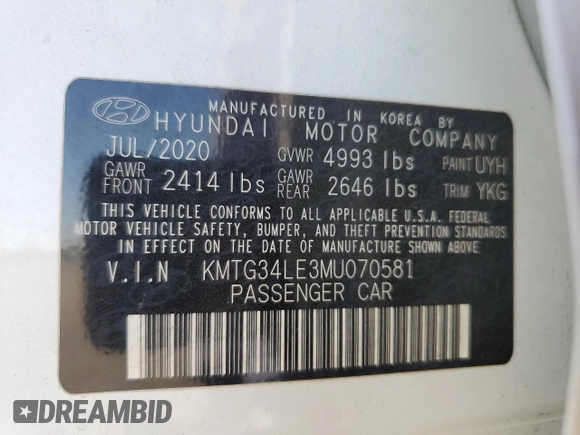 MANUFACTURED IN KOREA BY
HYUNDAI MOTOR COMPANY
JUL/2020 GVWR 4993 lbs PAINT UYH
GAWR FRONT 2414 lbs GAWR REAR 2646 lbs TRIM YKG
THIS VEHICLE CONFORMS TO ALL APPLICABLE U.S.A. FEDERAL
MOTOR VEHICLE SAFETY, BUMPER, AND THEFT PREVENTION STANDARDS
IN EFFECT ON THE DATE OF MANUFACTURE SHOWN ABOVE.
V.I.N KMTG34LE3MU070581
PASSENGER CAR
DREAMBID